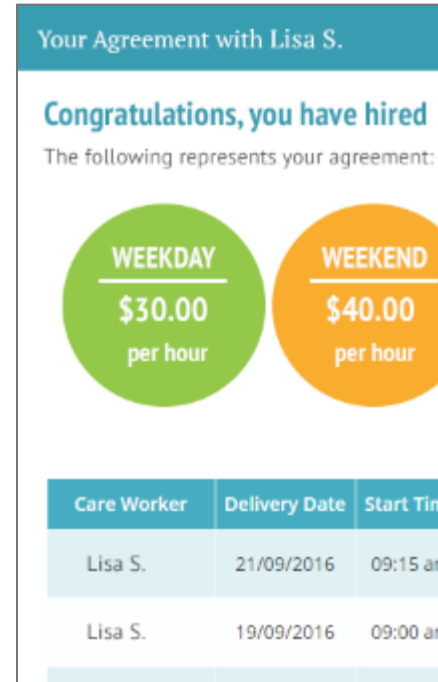 Your Agreement with Lisa S.
Congratulations, you have hired
The following represents your agreement:
WEEKDAY
$30.00
per hour
WEEKEND
$40.00
per hour
Care Worker Delivery Date Start
Lisa S. 21/09/2016 09:15
Lisa S. 19/09/2016 09:00